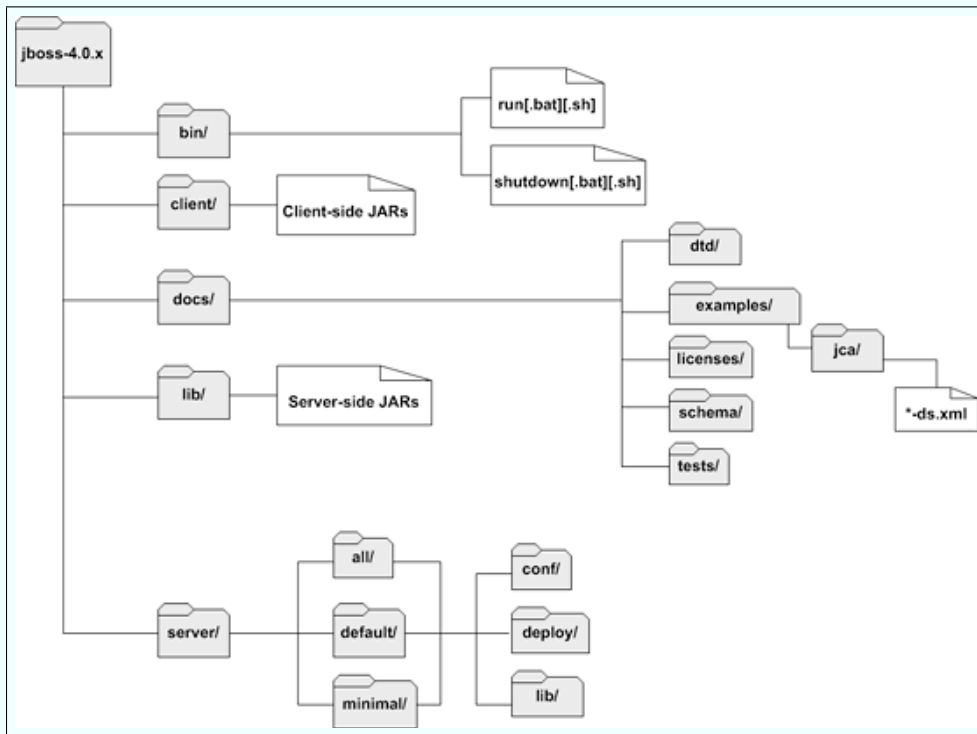 jboss-4.0.x
bin/
run[.bat][.sh]
shutdown[.bat][.sh]
client/
Client-side JARs
docs/
dtd/
examples/
jca/
*-ds.xml
licenses/
schema/
tests/
lib/
Server-side JARs
server/
all/
default/
minimal/
conf/
deploy/
lib/